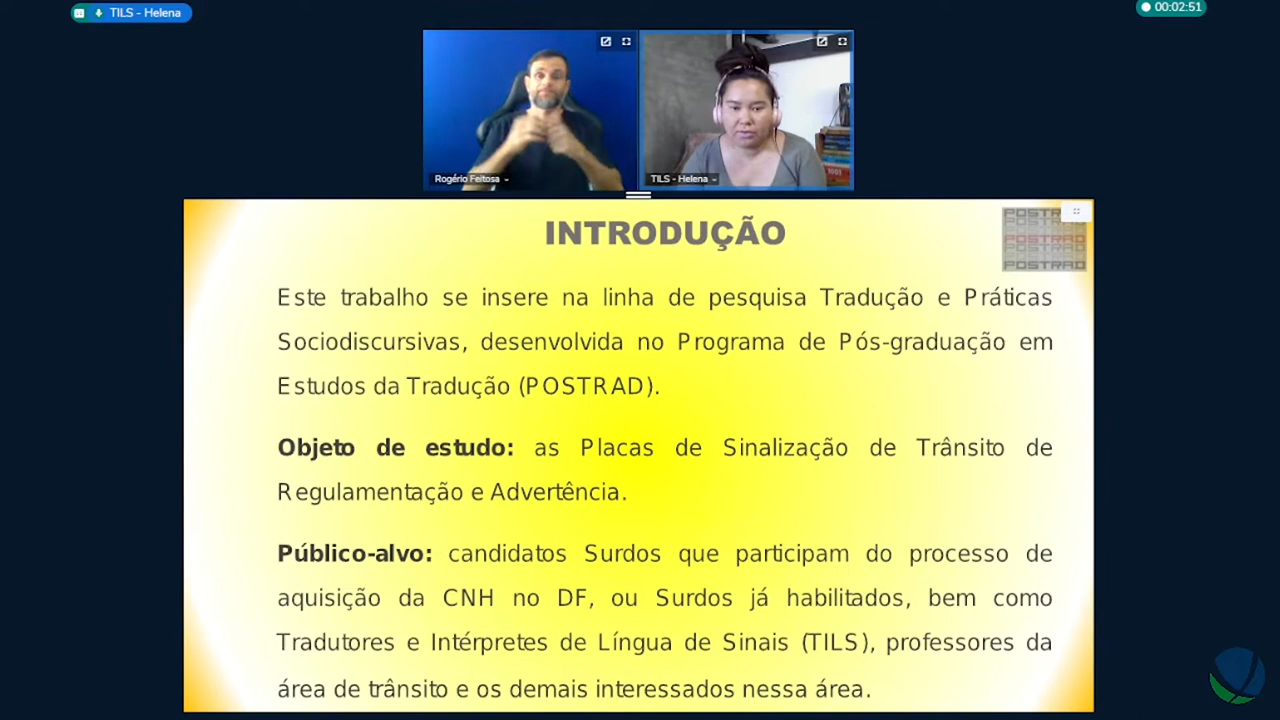 TILS - Helena
00:02:51
Rogério Feitosa
TILS - Helena
INTRODUÇÃO
POSTRAD
POSTRAD
POSTRAD
POSTRAD
POSTRAD
Este trabalho se insere na linha de pesquisa Tradução e Práticas
Sociodiscursivas, desenvolvida no Programa de Pós-graduação em
Estudos da Tradução (POSTRAD).
Objeto de estudo: as Placas de Sinalização de Trânsito de
Regulamentação e Advertência.
Público-alvo: candidatos Surdos que participam do processo de
aquisição da CNH no DF, ou Surdos já habilitados, bem como
Tradutores e Intérpretes de Língua de Sinais (TILS), professores da
área de trânsito e os demais interessados nessa área.